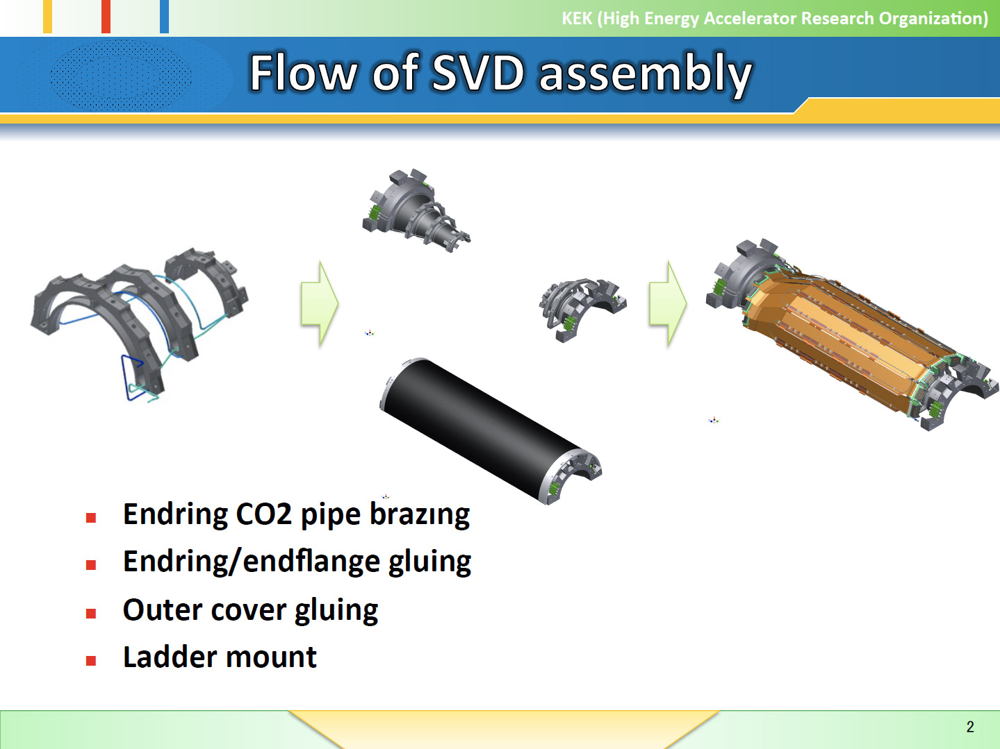 KEK (High Energy Accelerator Research Organization)
Flow of SVD assembly
Endring CO2 pipe brazing
Endring/endflange gluing
Outer cover gluing
Ladder mount
2